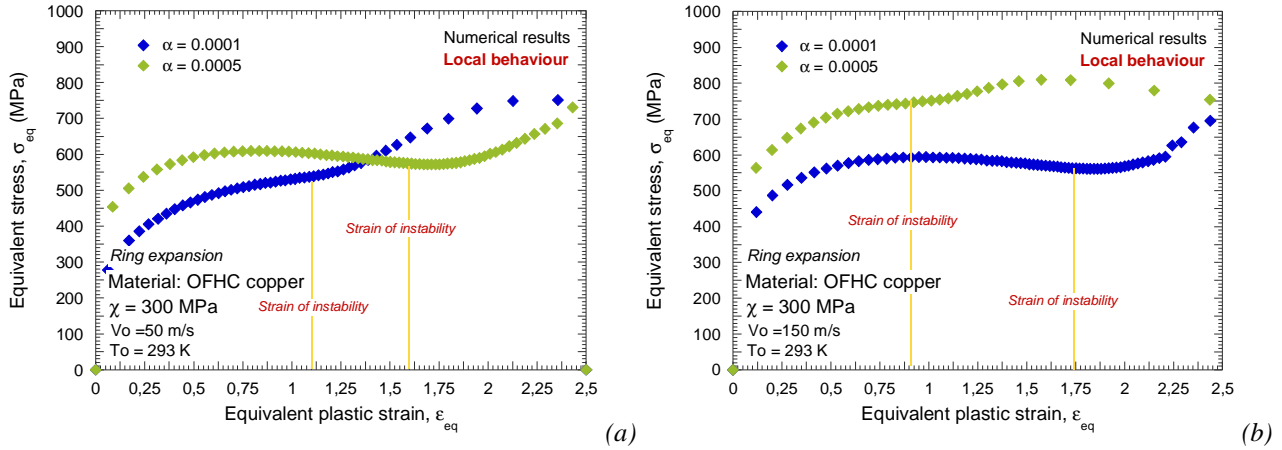 1000
900
800
700
600
500
400
300
200
100
0
Equivalent stress, σeq (MPa)
α = 0.0001
α = 0.0005
Numerical results
Local behaviour
Strain of instability
Ring expansion
Material: OFHC copper
χ = 300 MPa
Strain of instability
Vo =50 m/s
To = 293 K
0 0,25 0,5 0,75 1 1,25 1,5 1,75 2 2,25 2,5
Equivalent plastic strain, εeq
(a)
1000
900
800
700
600
500
400
300
200
100
0
Equivalent stress, σeq (MPa)
α = 0.0001
α = 0.0005
Numerical results
Local behaviour
Strain of instability
Ring expansion
Material: OFHC copper
χ = 300 MPa
Strain of instability
Vo =150 m/s
To = 293 K
0 0,25 0,5 0,75 1 1,25 1,5 1,75 2 2,25 2,5
Equivalent plastic strain, εeq
(b)